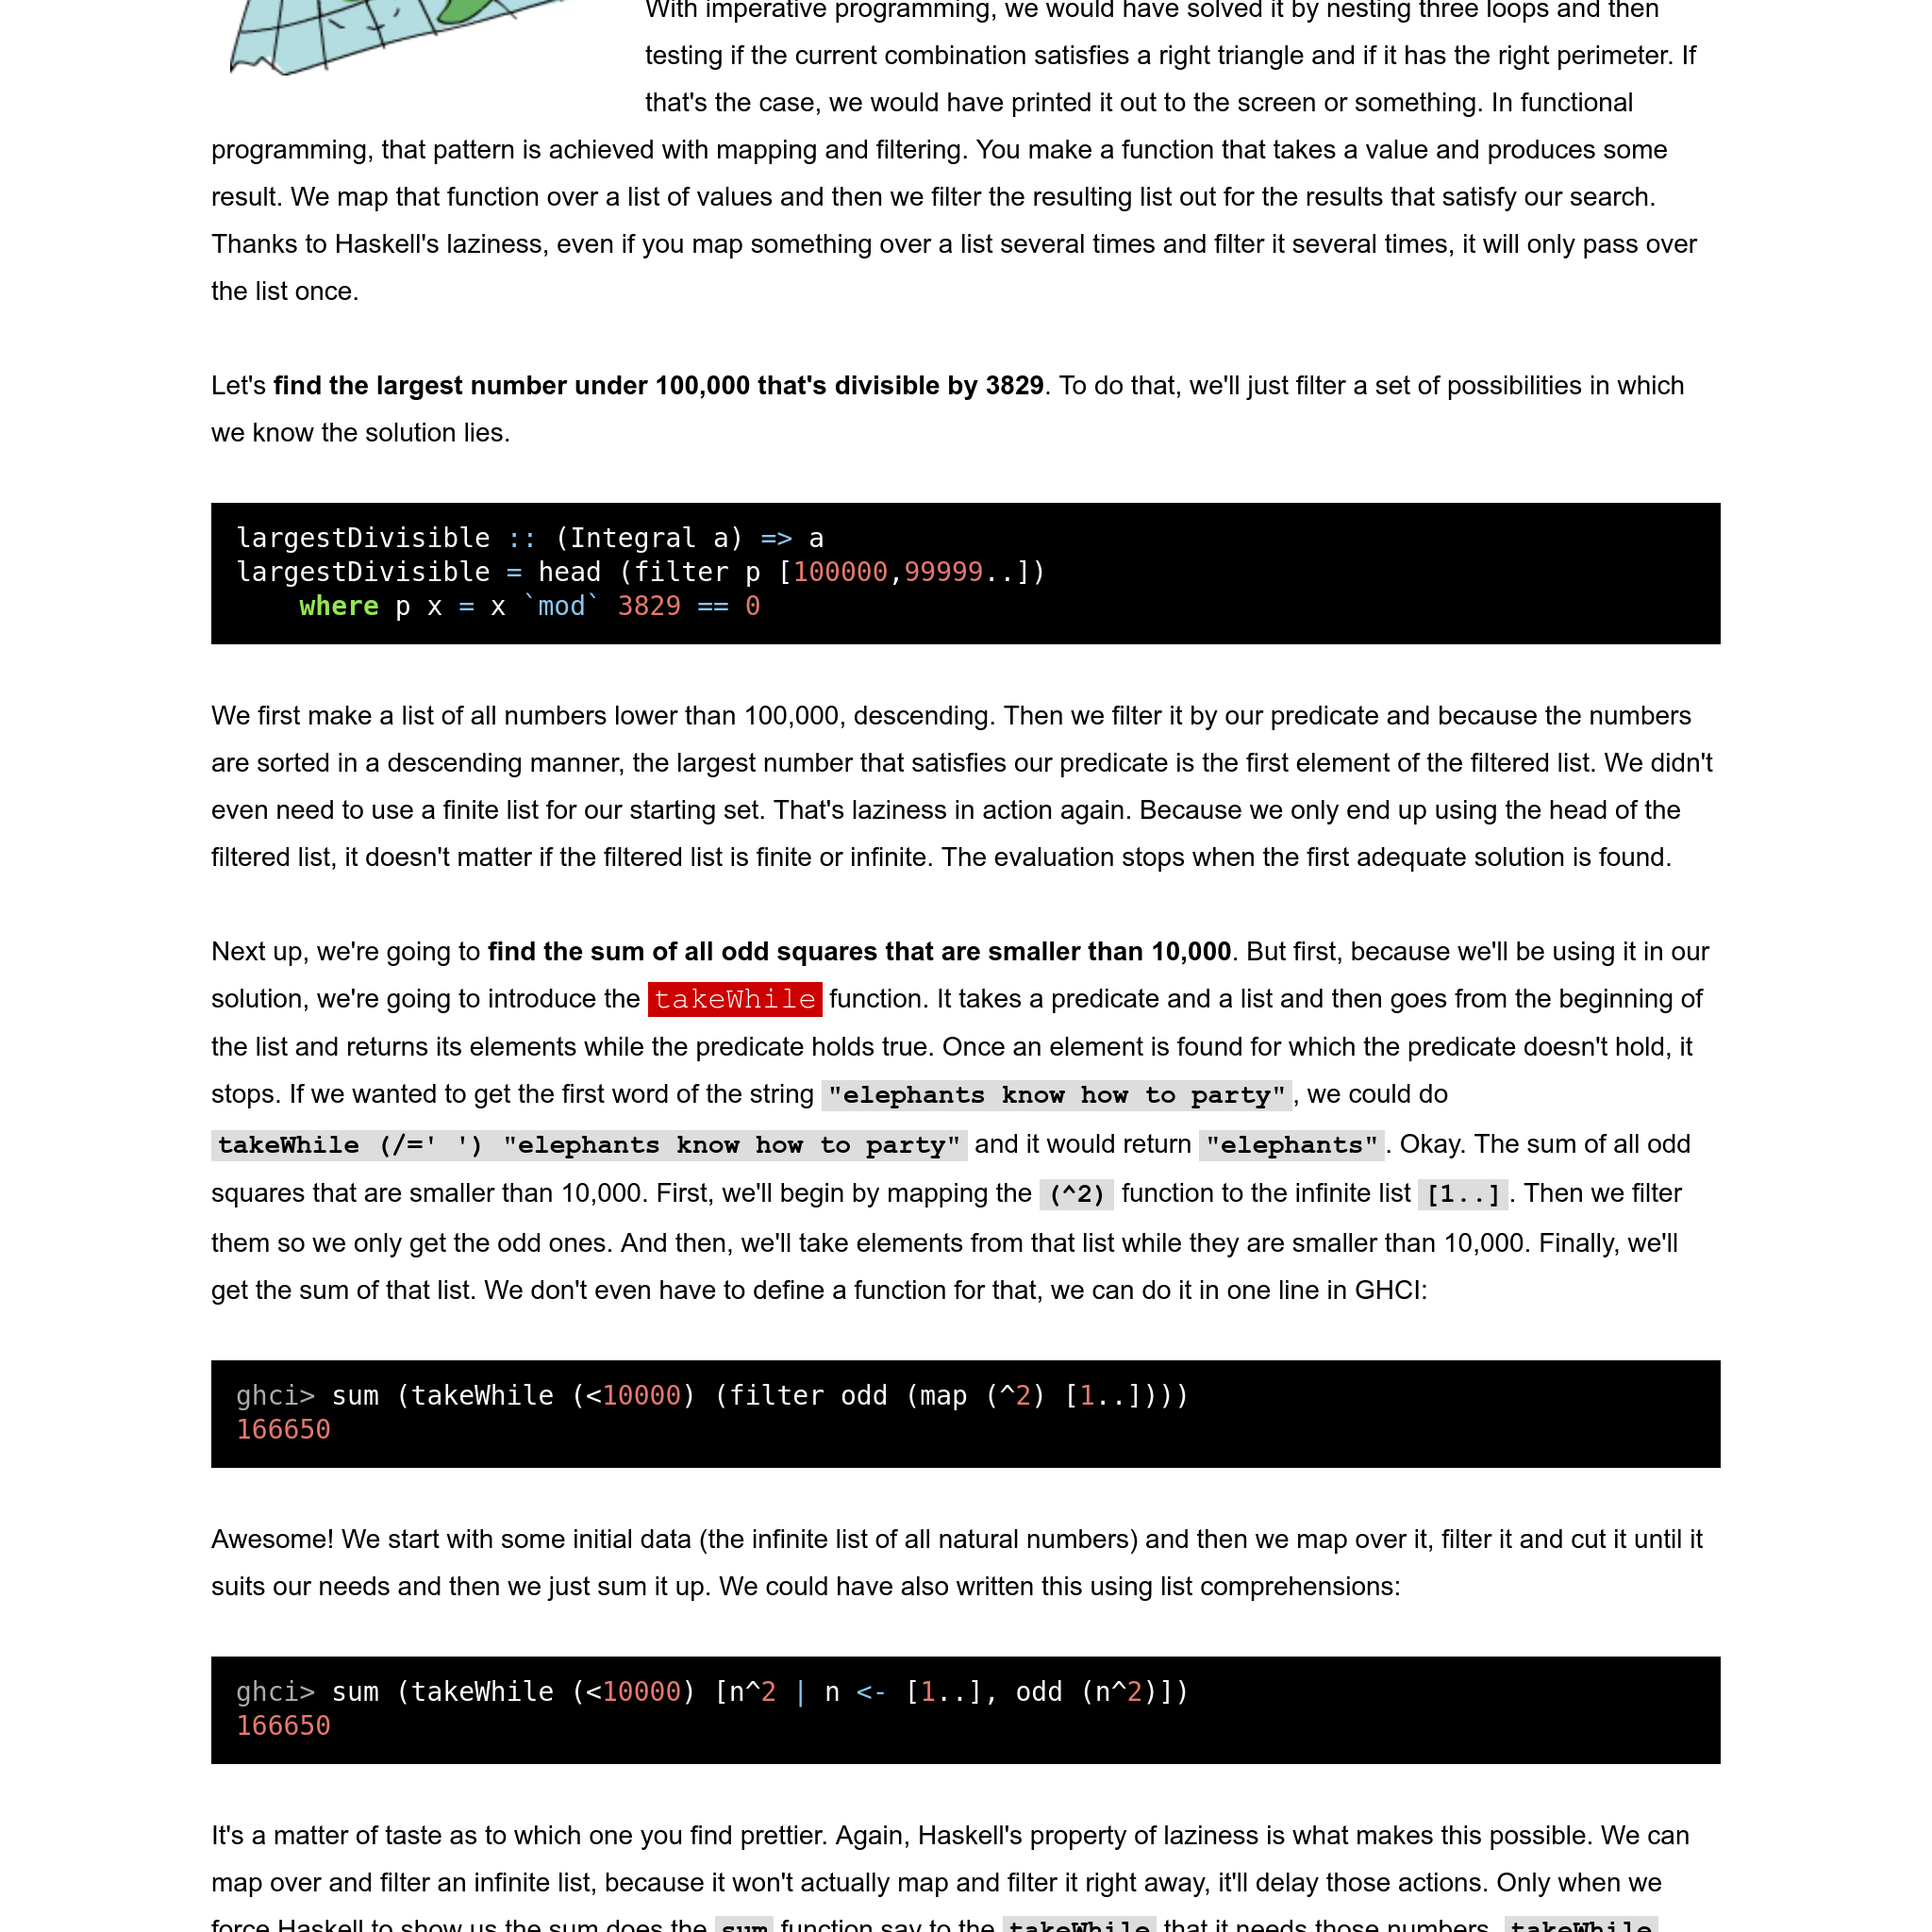 With imperative programming, we would have solved it by nesting three loops and then
testing if the current combination satisfies a right triangle and if it has the right perimeter. If
that's the case, we would have printed it out to the screen or something. In functional
programming, that pattern is achieved with mapping and filtering. You make a function that takes a value and produces some
result. We map that function over a list of values and then we filter the resulting list out for the results that satisfy our search.
Thanks to Haskell's laziness, even if you map something over a list several times and filter it several times, it will only pass over
the list once.
Let's find the largest number under 100,000 that's divisible by 3829. To do that, we'll just filter a set of possibilities in which
we know the solution lies.
largestDivisible :: (Integral a) => a
largestDivisible = head (filter p [100000,99999..])
    where p x = x `mod` 3829 == 0
We first make a list of all numbers lower than 100,000, descending. Then we filter it by our predicate and because the numbers
are sorted in a descending manner, the largest number that satisfies our predicate is the first element of the filtered list. We didn't
even need to use a finite list for our starting set. That's laziness in action again. Because we only end up using the head of the
filtered list, it doesn't matter if the filtered list is finite or infinite. The evaluation stops when the first adequate solution is found.
Next up, we're going to find the sum of all odd squares that are smaller than 10,000. But first, because we'll be using it in our
solution, we're going to introduce the takeWhile function. It takes a predicate and a list and then goes from the beginning of
the list and returns its elements while the predicate holds true. Once an element is found for which the predicate doesn't hold, it
stops. If we wanted to get the first word of the string "elephants know how to party", we could do
takeWhile (/=' ') "elephants know how to party" and it would return "elephants". Okay. The sum of all odd
squares that are smaller than 10,000. First, we'll begin by mapping the (^2) function to the infinite list [1..]. Then we filter
them so we only get the odd ones. And then, we'll take elements from that list while they are smaller than 10,000. Finally, we'll
get the sum of that list. We don't even have to define a function for that, we can do it in one line in GHCI:
ghci> sum (takeWhile (<10000) (filter odd (map (^2) [1..])))
166650
Awesome! We start with some initial data (the infinite list of all natural numbers) and then we map over it, filter it and cut it until it
suits our needs and then we just sum it up. We could have also written this using list comprehensions:
ghci> sum (takeWhile (<10000) [n^2 | n <- [1..], odd (n^2)])
166650
It's a matter of taste as to which one you find prettier. Again, Haskell's property of laziness is what makes this possible. We can
map over and filter an infinite list, because it won't actually map and filter it right away, it'll delay those actions. Only when we
force Haskell to show us the sum does the sum function say to the takeWhile that it needs those numbers. takeWhile